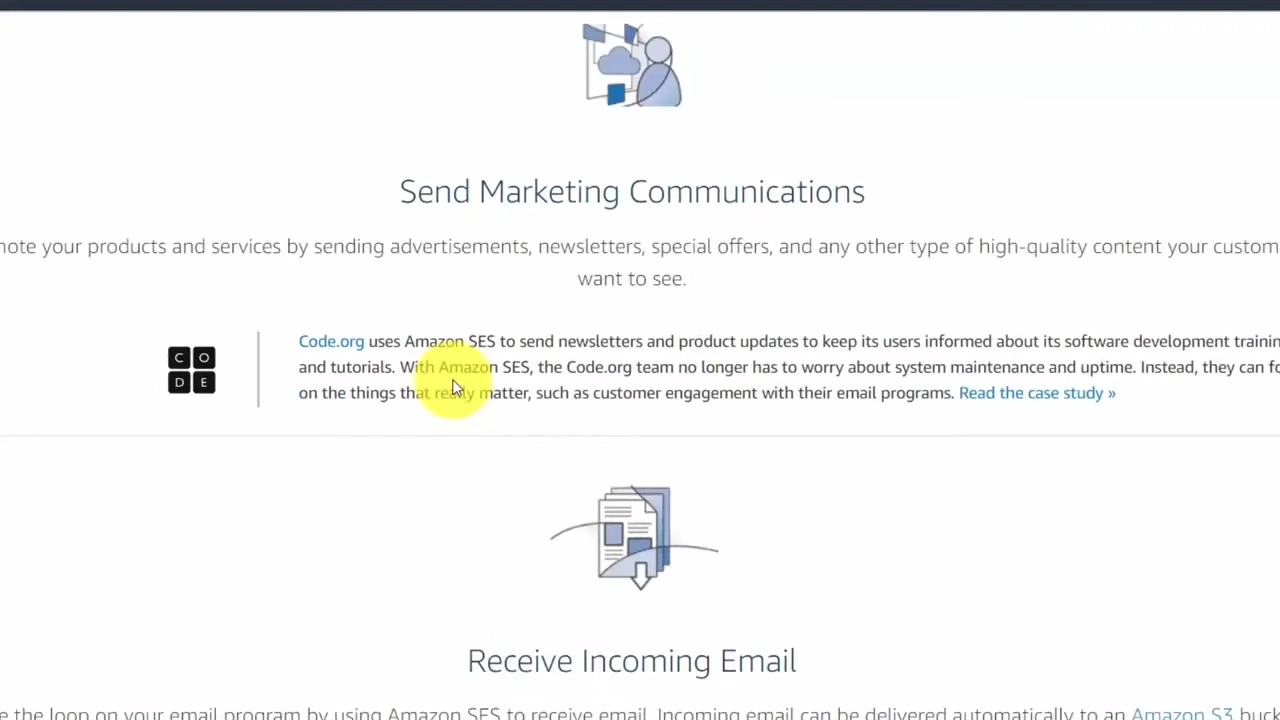 Send Marketing Communications
note your products and services by sending advertisements, newsletters, special offers, and any other type of high-quality content your custom
want to see.
C O
D E
Code.org uses Amazon SES to send newsletters and product updates to keep its users informed about its software development trainin
and tutorials. With Amazon SES, the Code.org team no longer has to worry about system maintenance and uptime. Instead, they can fo
on the things that really matter, such as customer engagement with their email programs. Read the case study »
Receive Incoming Email
e the loop on your email program by using Amazon SES to receive email. Incoming email can be delivered automatically to an Amazon S3 buck